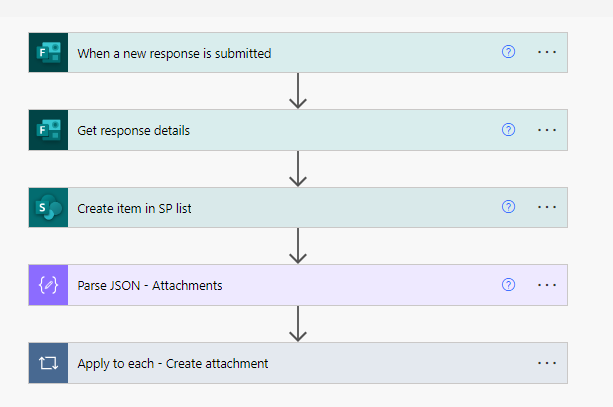 When a new response is submitted
Get response details
Create item in SP list
Parse JSON - Attachments
Apply to each - Create attachment